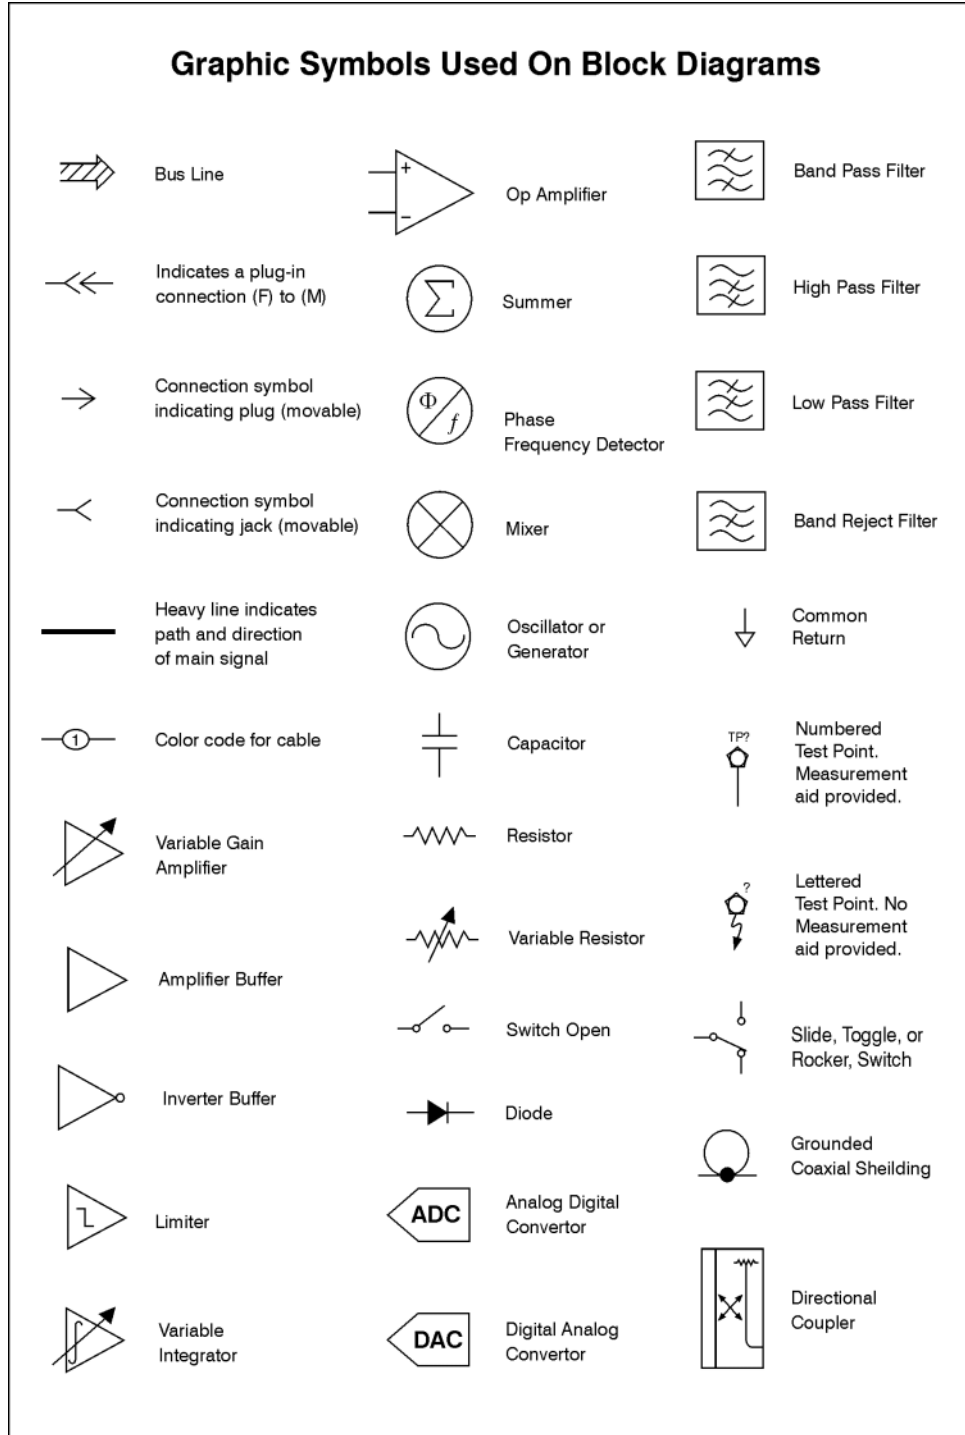 Graphic Symbols Used On Block Diagrams
Bus Line
Indicates a plug-in
connection (F) to (M)
Connection symbol
indicating plug (movable)
Connection symbol
indicating jack (movable)
Heavy line indicates
path and direction
of main signal
1
Color code for cable
Variable Gain
Amplifier
Amplifier Buffer
Inverter Buffer
Limiter
∫
Variable
Integrator
+
−
Op Amplifier
Σ
Summer
Φ
f
Phase
Frequency Detector
Mixer
Oscillator or
Generator
Capacitor
Resistor
Variable Resistor
Switch Open
Diode
ADC
Analog Digital
Convertor
DAC
Digital Analog
Convertor
Band Pass Filter
High Pass Filter
Low Pass Filter
Band Reject Filter
Common
Return
TP?
Numbered
Test Point.
Measurement
aid provided.
?
Lettered
Test Point. No
Measurement
aid provided.
Slide, Toggle, or
Rocker, Switch
Grounded
Coaxial Sheilding
Directional
Coupler